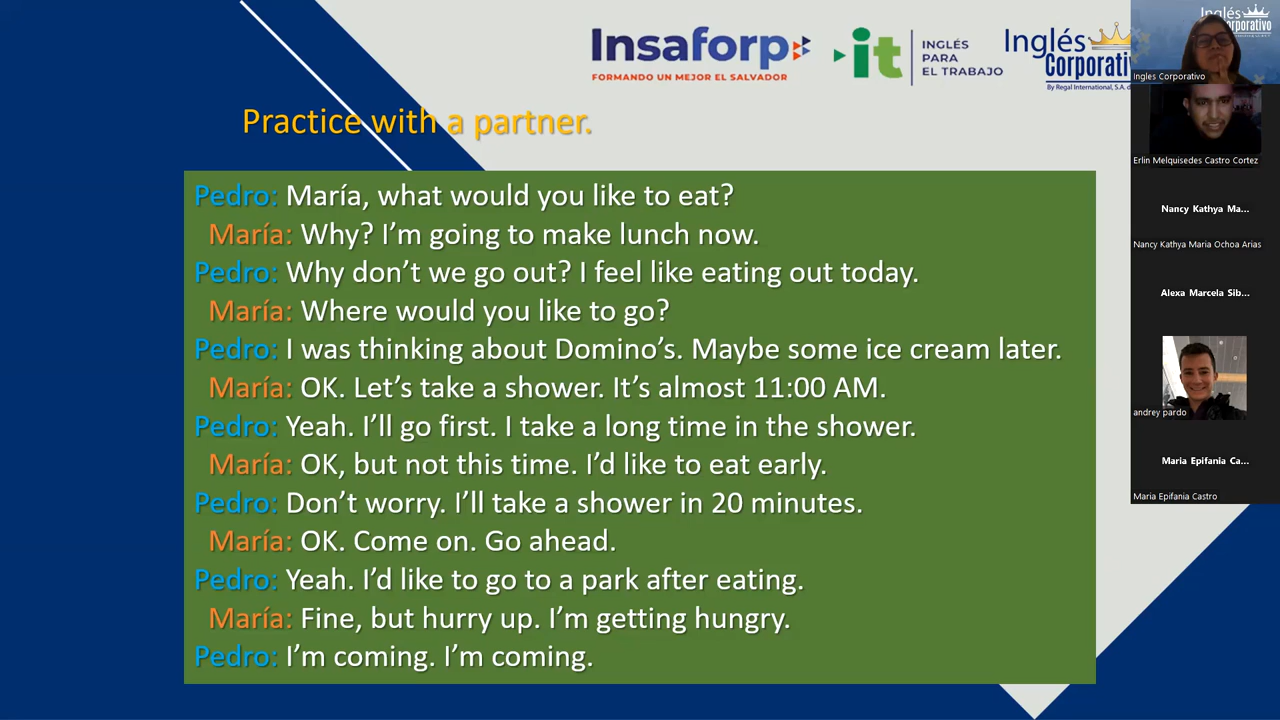 Insaforp
FORMANDO UN MEJOR EL SALVADOR
it
INGLÉS
PARA
EL TRABAJO
Inglés
Corporativ
By Regal International, S.A. d
Practice with a partner.
Pedro: María, what would you like to eat?
María: Why? I'm going to make lunch now.
Pedro: Why don't we go out? I feel like eating out today.
María: Where would you like to go?
Pedro: I was thinking about Domino's. Maybe some ice cream later.
María: OK. Let's take a shower. It's almost 11:00 AM.
Pedro: Yeah. I'll go first. I take a long time in the shower.
María: OK, but not this time. I'd like to eat early.
Pedro: Don't worry. I'll take a shower in 20 minutes.
María: OK. Come on. Go ahead.
Pedro: Yeah. I'd like to go to a park after eating.
María: Fine, but hurry up. I'm getting hungry.
Pedro: I'm coming. I'm coming.
Inglés
orporativo
Ingles Corporativo
Erlin Melquisedes Castro Cortez
Nancy Kathya Ma...
Nancy Kathya Maria Ochoa Arias
Alexa Marcela Sib...
andrey pardo
Maria Epifania Ca...
Maria Epifania Castro